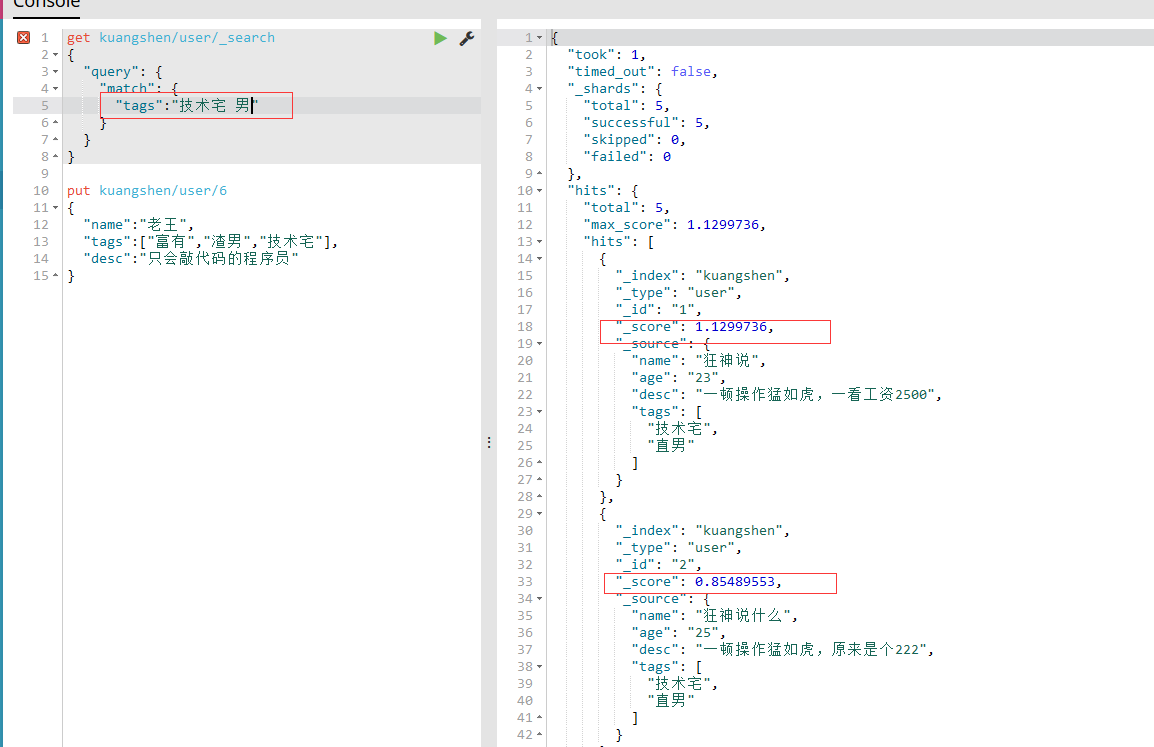 Console
1 get kuangshen/user/_search
2 {
3 "query": {
4 "match": {
5 "tags":"技术宅 男"
6 }
7 }
8 }
9
10 put kuangshen/user/6
11 {
12 "name":"老王",
13 "tags":["富有","渣男","技术宅"],
14 "desc":"只会敲代码的程序员"
15 }
1 {
2 "took": 1,
3 "timed_out": false,
4 "_shards": {
5 "total": 5,
6 "successful": 5,
7 "skipped": 0,
8 "failed": 0
9 },
10 "hits": {
11 "total": 5,
12 "max_score": 1.1299736,
13 "hits": [
14 {
15 "_index": "kuangshen",
16 "_type": "user",
17 "_id": "1",
18 "_score": 1.1299736,
19 "_source": {
20 "name": "狂神说",
21 "age": "23",
22 "desc": "一顿操作猛如虎，一看工资2500",
23 "tags": [
24 "技术宅",
25 "直男"
26 ]
27 }
28 },
29 {
30 "_index": "kuangshen",
31 "_type": "user",
32 "_id": "2",
33 "_score": 0.85489553,
34 "_source": {
35 "name": "狂神说什么",
36 "age": "25",
37 "desc": "一顿操作猛如虎，原来是个222",
38 "tags": [
39 "技术宅",
40 "直男"
41 ]
42 }